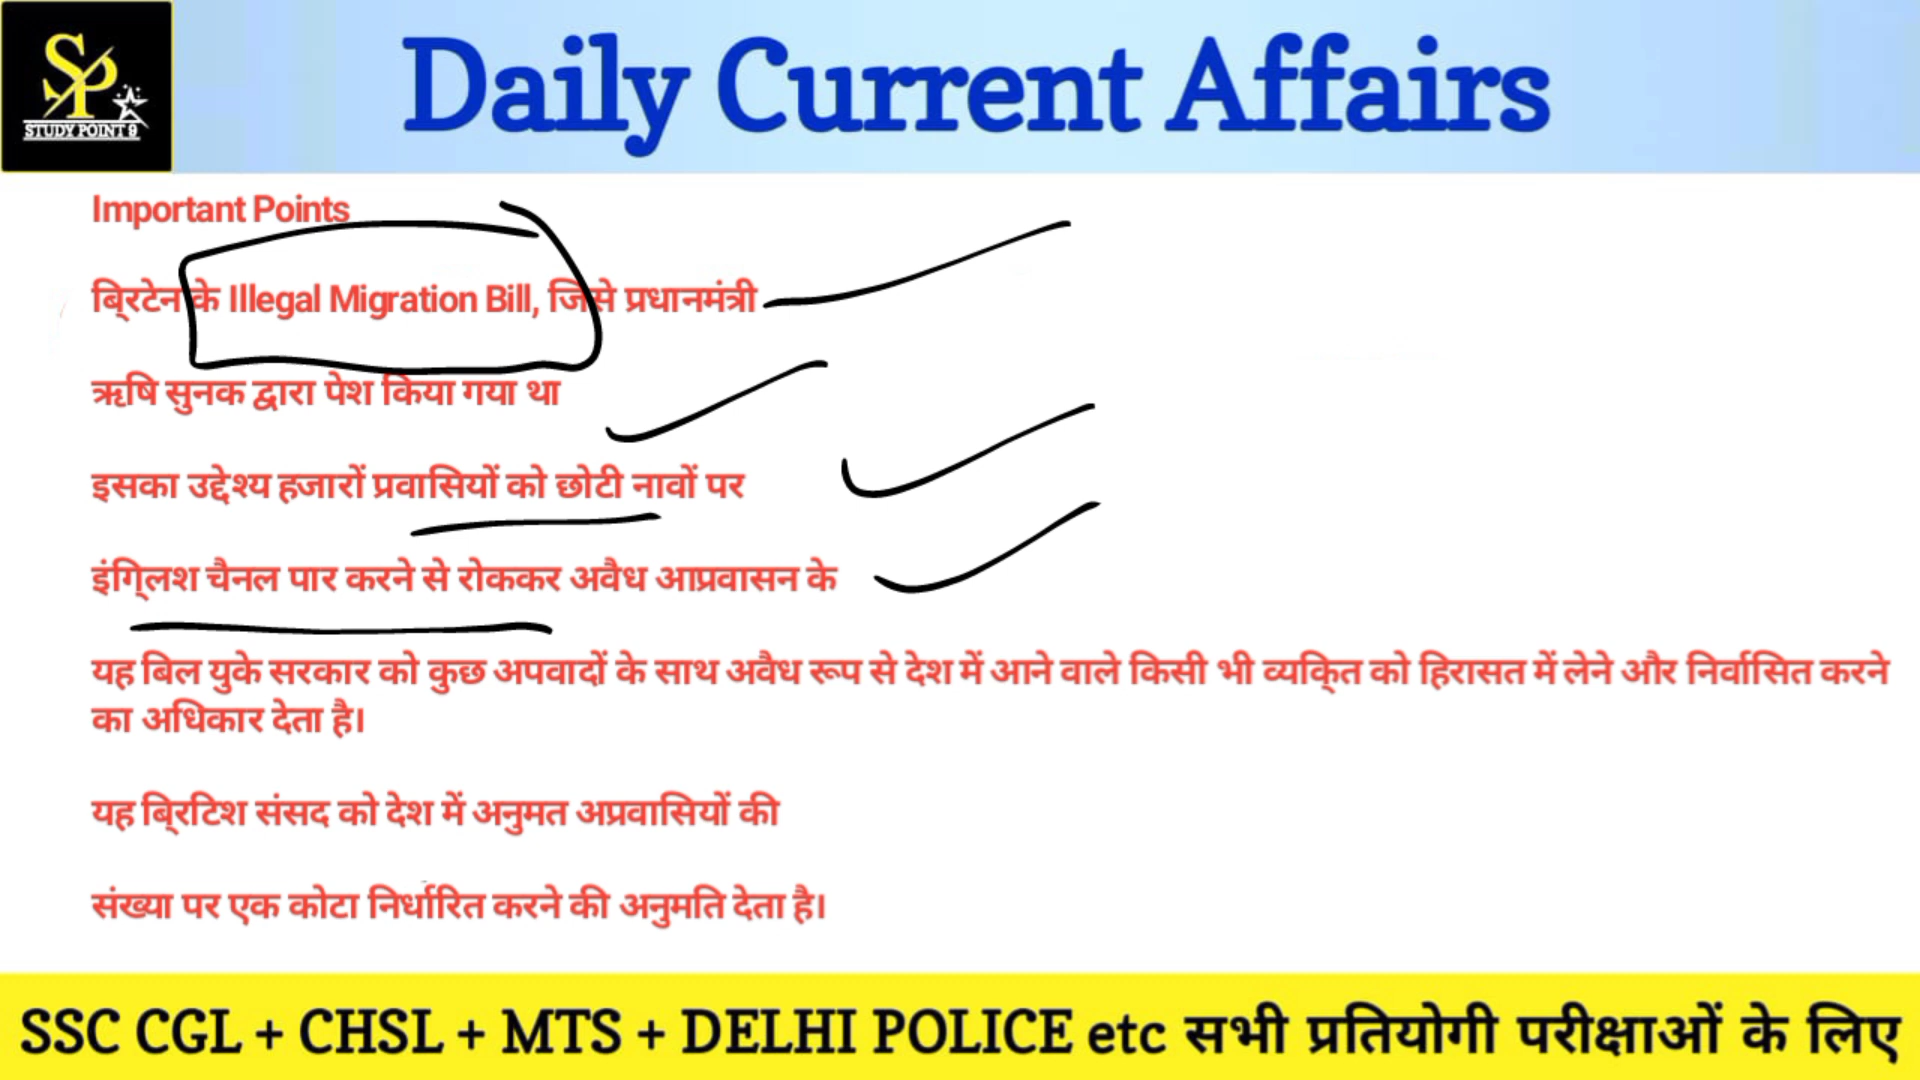 SP
STUDY POINT 9
Daily Current Affairs
Important Points
बि्रटेन के Illegal Migration Bill, जिसे प्रधानमंत्री
ऋषि सुनक द्वारा पेश किया गया था
इसका उद्देश्य हजारों प्रवासियों को छोटी नावों पर
इंगि्लश चैनल पार करने से रोककर अवैध आप्रवासन के
यह बिल युके सरकार को कुछ अपवादों के साथ अवैध रूप से देश में आने वाले किसी भी व्यकि्त को हिरासत में लेने और निर्वासित करने
का अधिकार देता है।
यह बि्रटिश संसद को देश में अनुमत अप्रवासियों की
संख्या पर एक कोटा निर्धारित करने की अनुमति देता है।
SSC CGL + CHSL + MTS + DELHI POLICE etc सभी प्रतियोगी परीक्षाओं के लिए